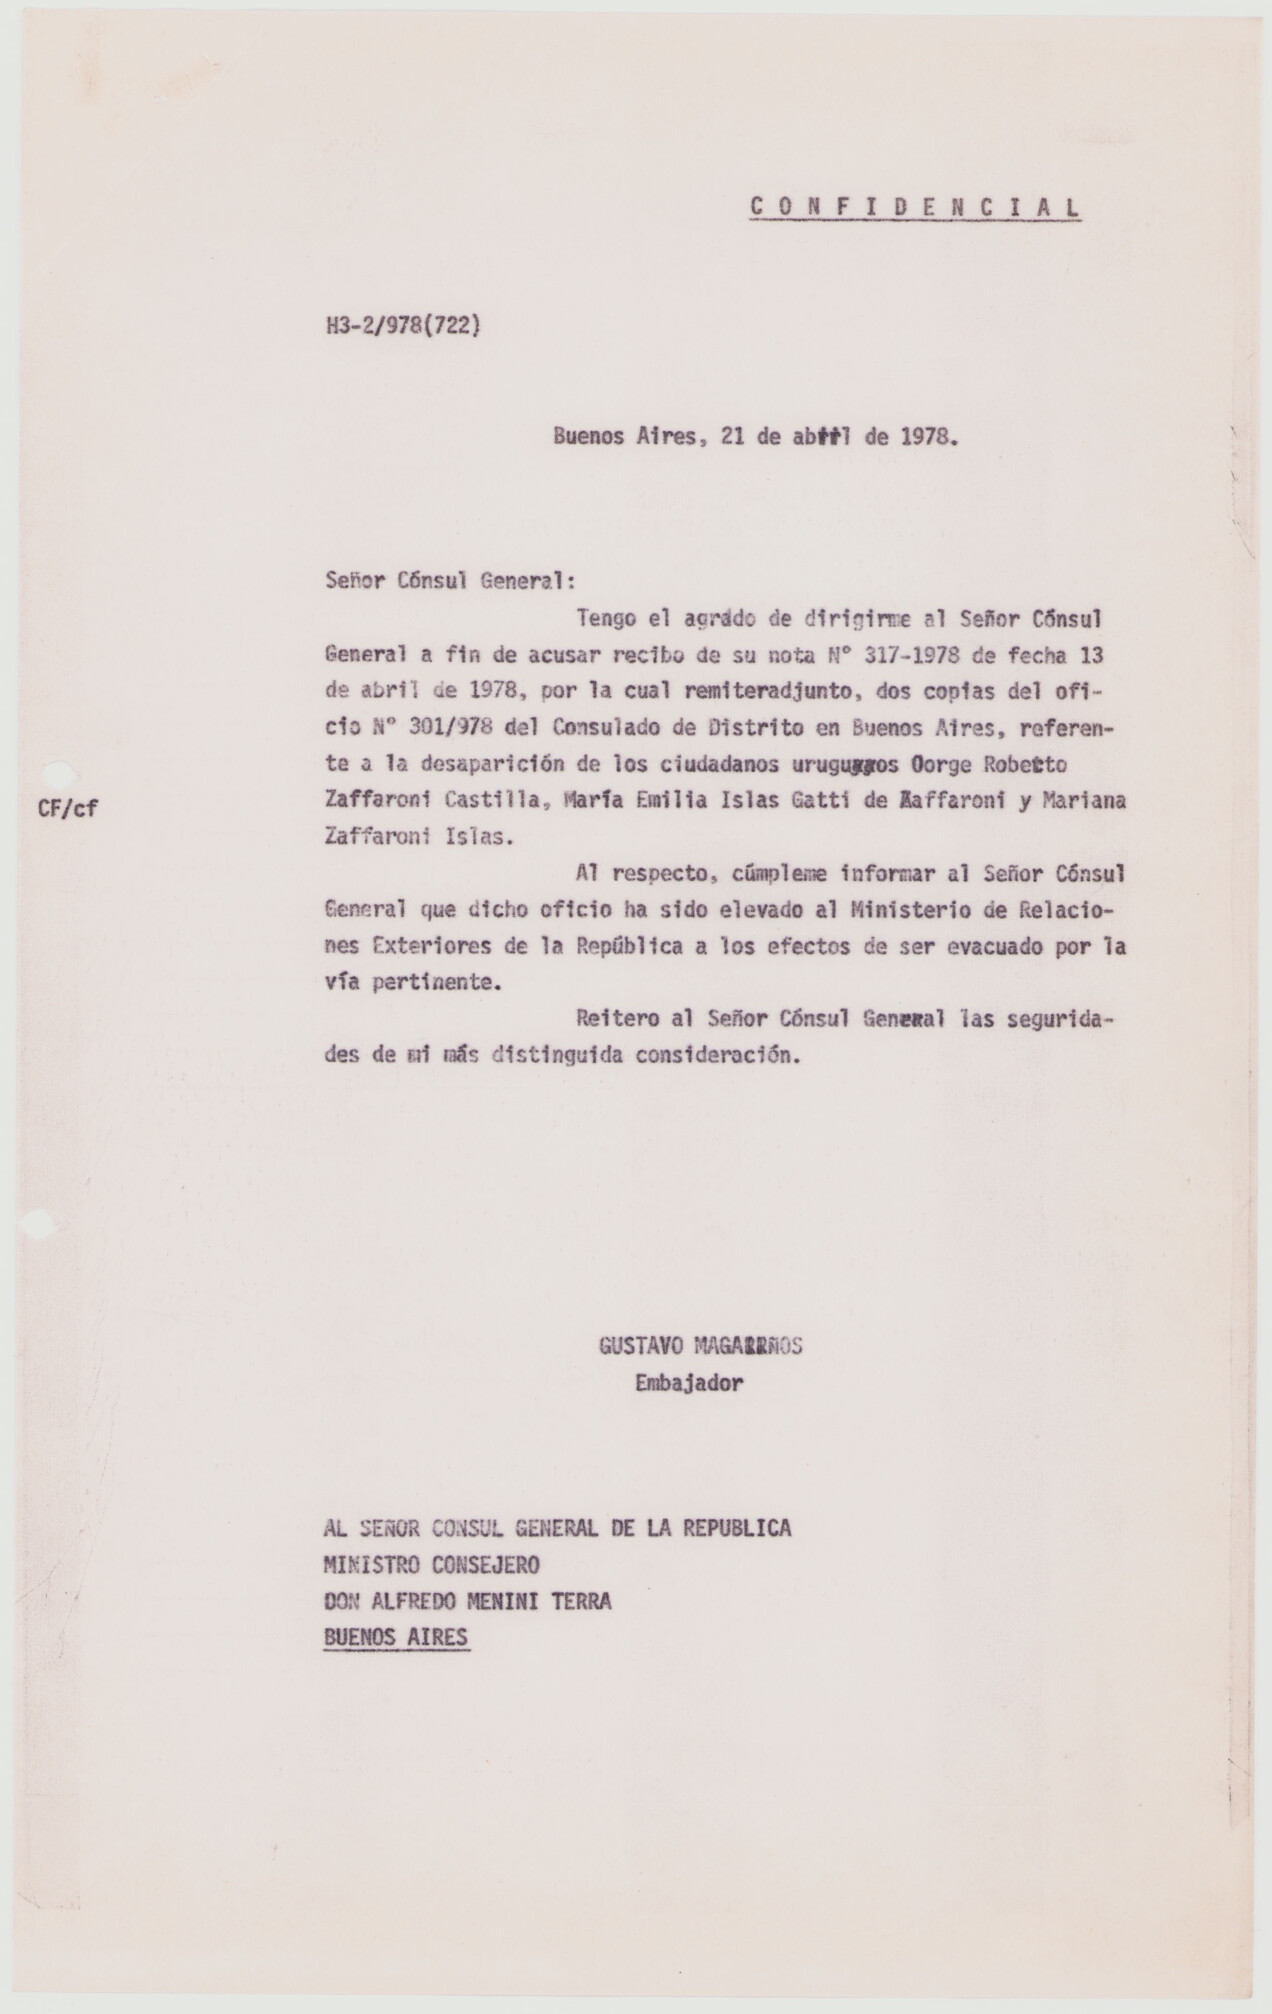 CONFIDENCIAL
H3-2/978(722)
Buenos Aires, 21 de abril de 1978.
Señor Cónsul General:
Tengo el agrado de dirigirme al Señor Cónsul
General a fin de acusar recibo de su nota N° 317-1978 de fecha 13
de abril de 1978, por la cual remiteradjunto, dos copias del ofi-
cio N° 301/978 del Consulado de Distrito en Buenos Aires, referen-
te a la desaparición de los ciudadanos uruguayos Oorge Roberto
CF/cf
Zaffaroni Castilla, María Emilia Islas Gatti de Zaffaroni y Mariana
Zaffaroni Islas.
Al respecto, cúmpleme informar al Señor Cónsul
General que dicho oficio ha sido elevado al Ministerio de Relacio-
nes Exteriores de la República a los efectos de ser evacuado por la
vía pertinente.
Reitero al Señor Cónsul General las segurida-
des de mi más distinguida consideración.
GUSTAVO MAGARIÑOS
Embajador
AL SEÑOR CONSUL GENERAL DE LA REPUBLICA
MINISTRO CONSEJERO
DON ALFREDO MENINI TERRA
BUENOS AIRES